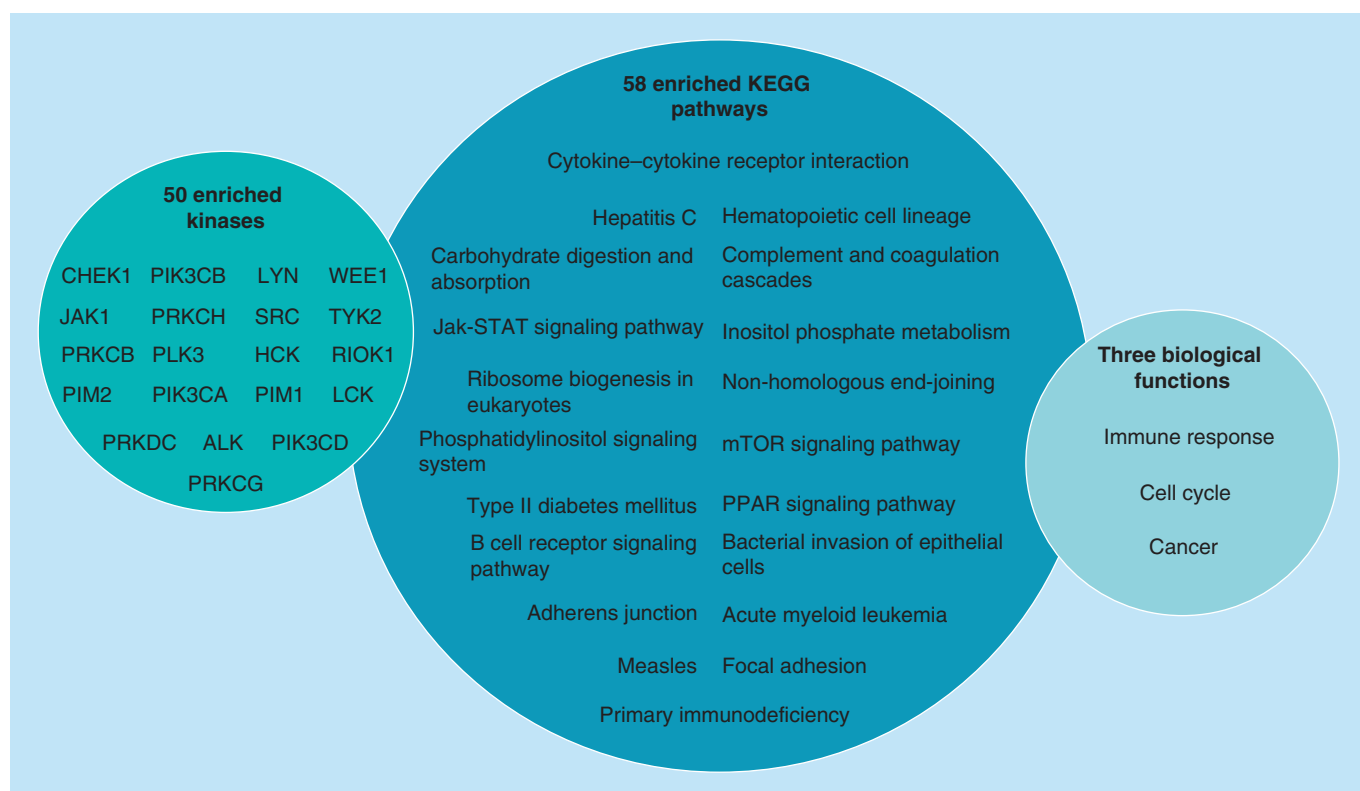 50 enriched
kinases
CHEK1 PIK3CB LYN WEE1
JAK1 PRKCH SRC TYK2
PRKCB PLK3 HCK RIOK1
PIM2 PIK3CA PIM1 LCK
PRKDC ALK PIK3CD
PRKCG
58 enriched KEGG
pathways
Cytokine–cytokine receptor interaction
Hepatitis C
Hematopoietic cell lineage
Carbohydrate digestion and
absorption
Complement and coagulation
cascades
Jak-STAT signaling pathway
Inositol phosphate metabolism
Ribosome biogenesis in
eukaryotes
Non-homologous end-joining
Phosphatidylinositol signaling
system
mTOR signaling pathway
Type II diabetes mellitus
PPAR signaling pathway
B cell receptor signaling
pathway
Bacterial invasion of epithelial
cells
Adherens junction
Acute myeloid leukemia
Measles
Focal adhesion
Primary immunodeficiency
Three biological
functions
Immune response
Cell cycle
Cancer